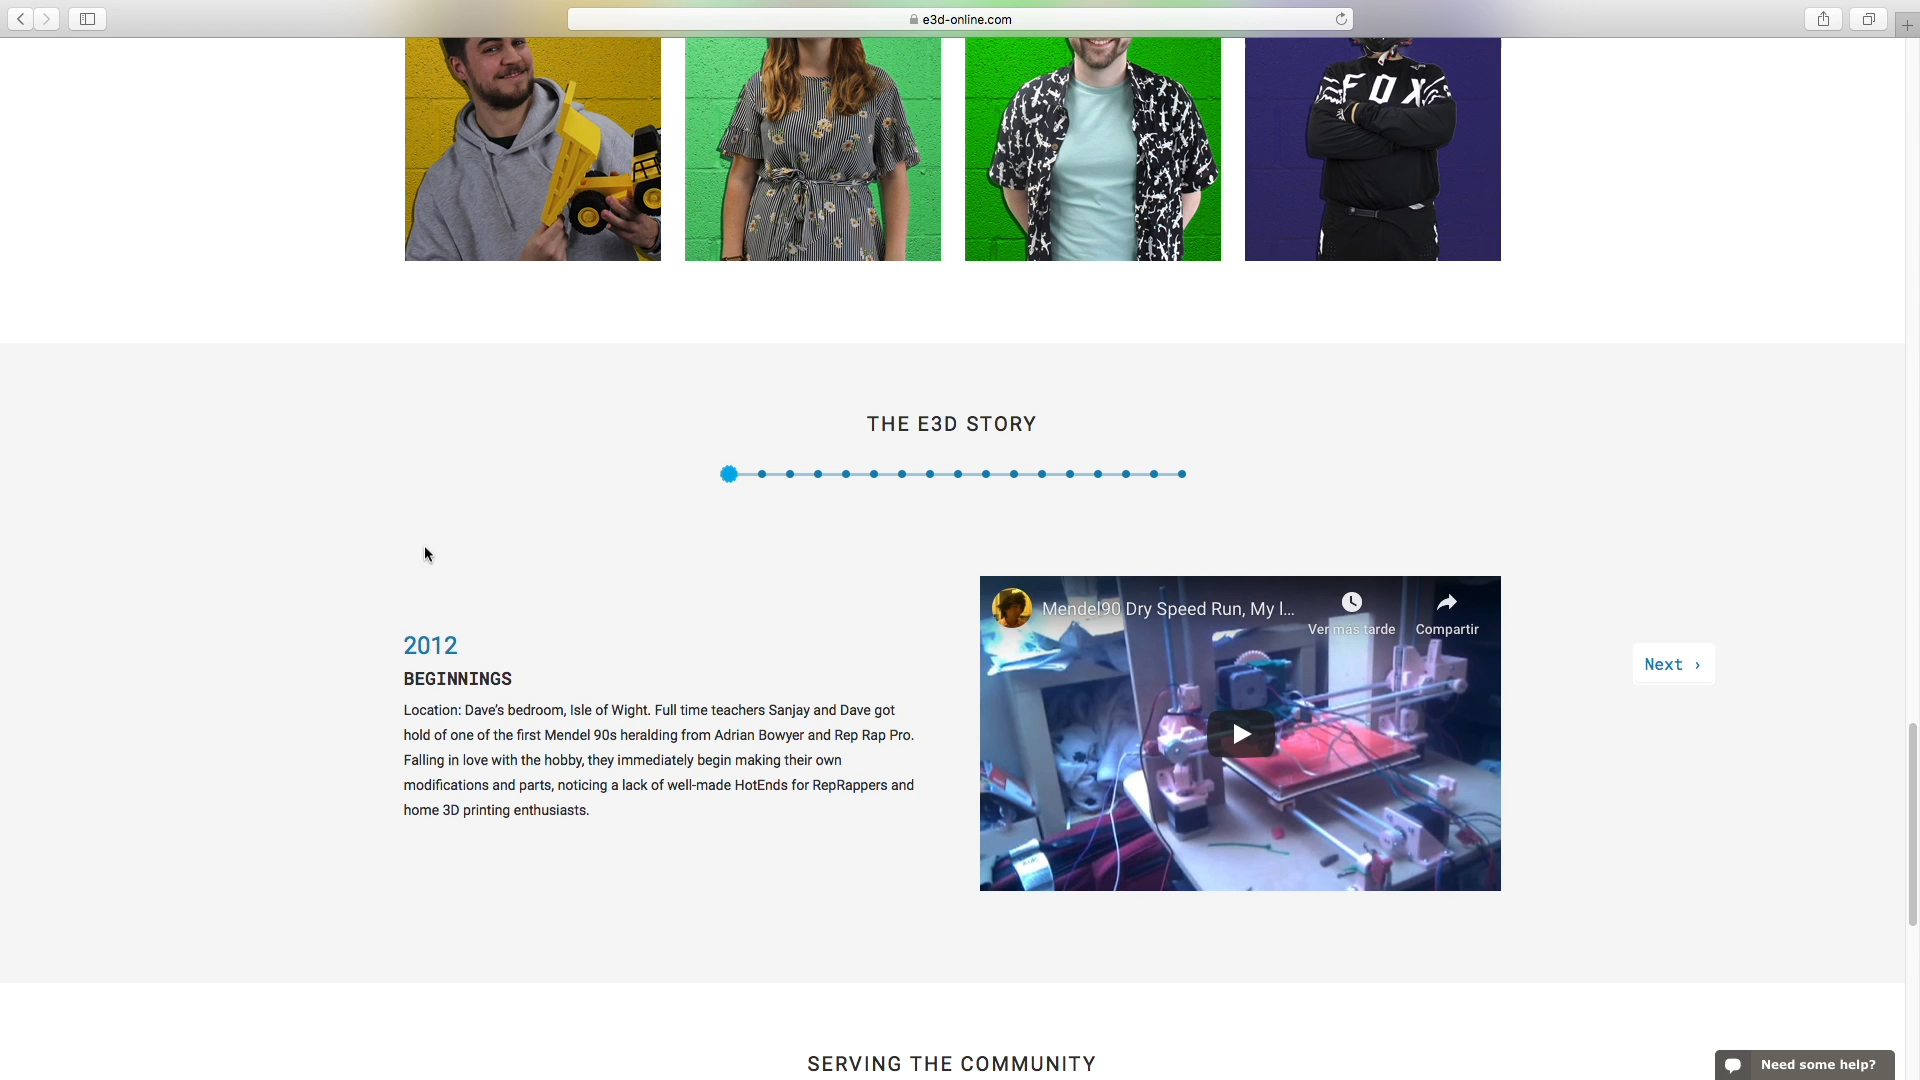 e3d-online.com
FOX
THE E3D STORY
Mendel90 Dry Speed Run, My l...
Ver más tarde
Compartir
2012
BEGINNINGS
Location: Dave's bedroom, Isle of Wight. Full time teachers Sanjay and Dave got
hold of one of the first Mendel 90s heralding from Adrian Bowyer and Rep Rap Pro.
Falling in love with the hobby, they immediately begin making their own
modifications and parts, noticing a lack of well-made HotEnds for RepRappers and
home 3D printing enthusiasts.
Next ›
SERVING THE COMMUNITY
Need some help?